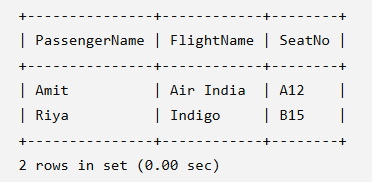 +---------------+------------+--------+
| PassengerName | FlightName | SeatNo |
+---------------+------------+--------+
| Amit          | Air India  | A12    |
| Riya          | Indigo     | B15    |
+---------------+------------+--------+
2 rows in set (0.00 sec)